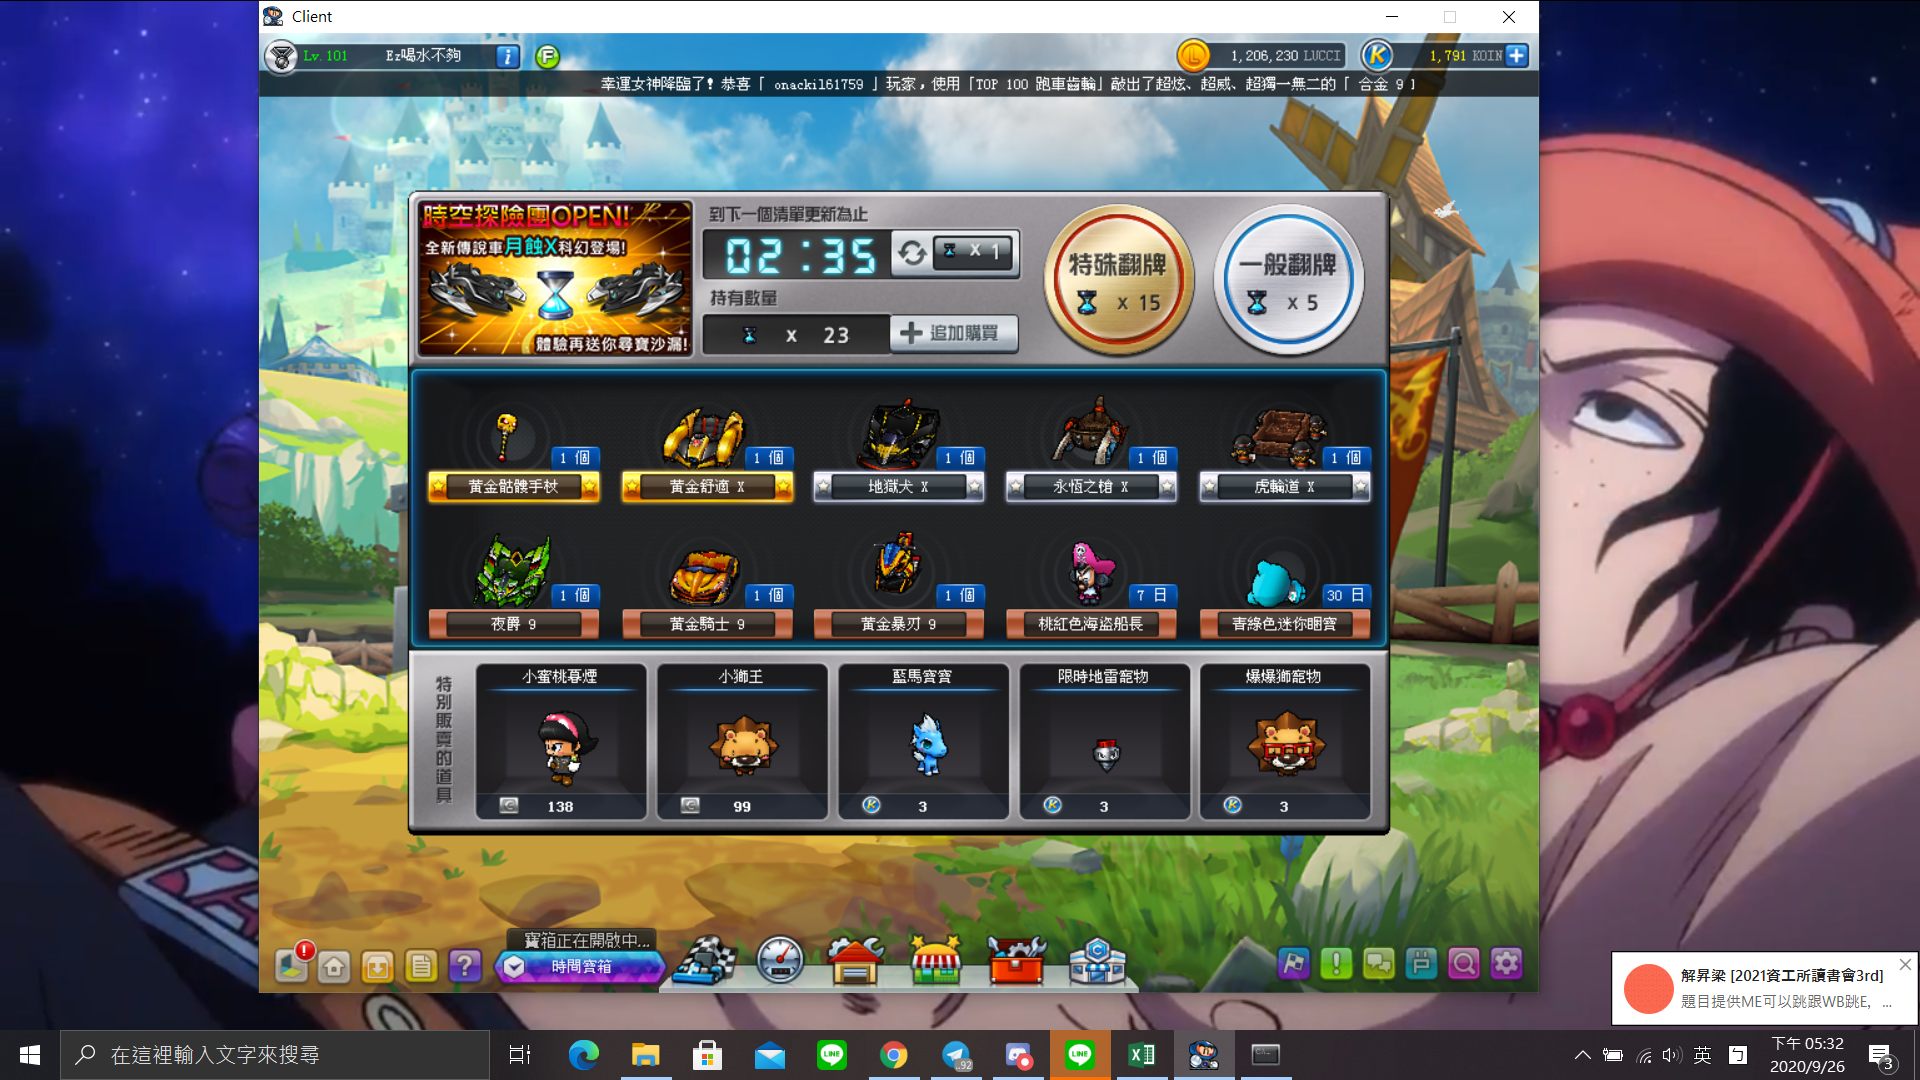 Client
Lv. 101
Ez喝水不夠
i
F
L
1,206,230 LUCCI
K
1,791 KOIN
幸運女神降臨了! 恭喜「 onacki161759 」玩家，使用「TOP 100 跑車齒輪」敲出了超炫、超威、超獨一無二的「 合金 9 」
時空探險團OPEN!
全新傳說車月蝕X科幻登場!
體驗再送你尋寶沙漏!
到下一個清單更新為止
02:35
X 1
持有數量
x 23
追加購買
特殊翻牌
x 15
一般翻牌
x 5
1 個
1 個
1 個
1 個
1 個
黃金骷髏手杖
黃金舒適 X
地獄犬 X
永恆之槍 X
虎輪道 X
1 個
1 個
1 個
7 日
30 日
夜爵 9
黃金騎士 9
黃金暴刃 9
桃紅色海盜船長
青綠色迷你睏寶
特別販賣的道具
小蜜桃暮煙
小獅王
藍馬寶寶
限時地雷寵物
爆爆獅寵物
C 138
C 99
K 3
K 3
K 3
寶箱正在開啟中...
時間寶箱
解昇梁 [2021資工所讀書會3rd]
題目提供ME可以跳跟WB跳E, ...
在這裡輸入文字來搜尋
LINE
92
LINE
英
ㄅ
下午 05:32
2020/9/26
3